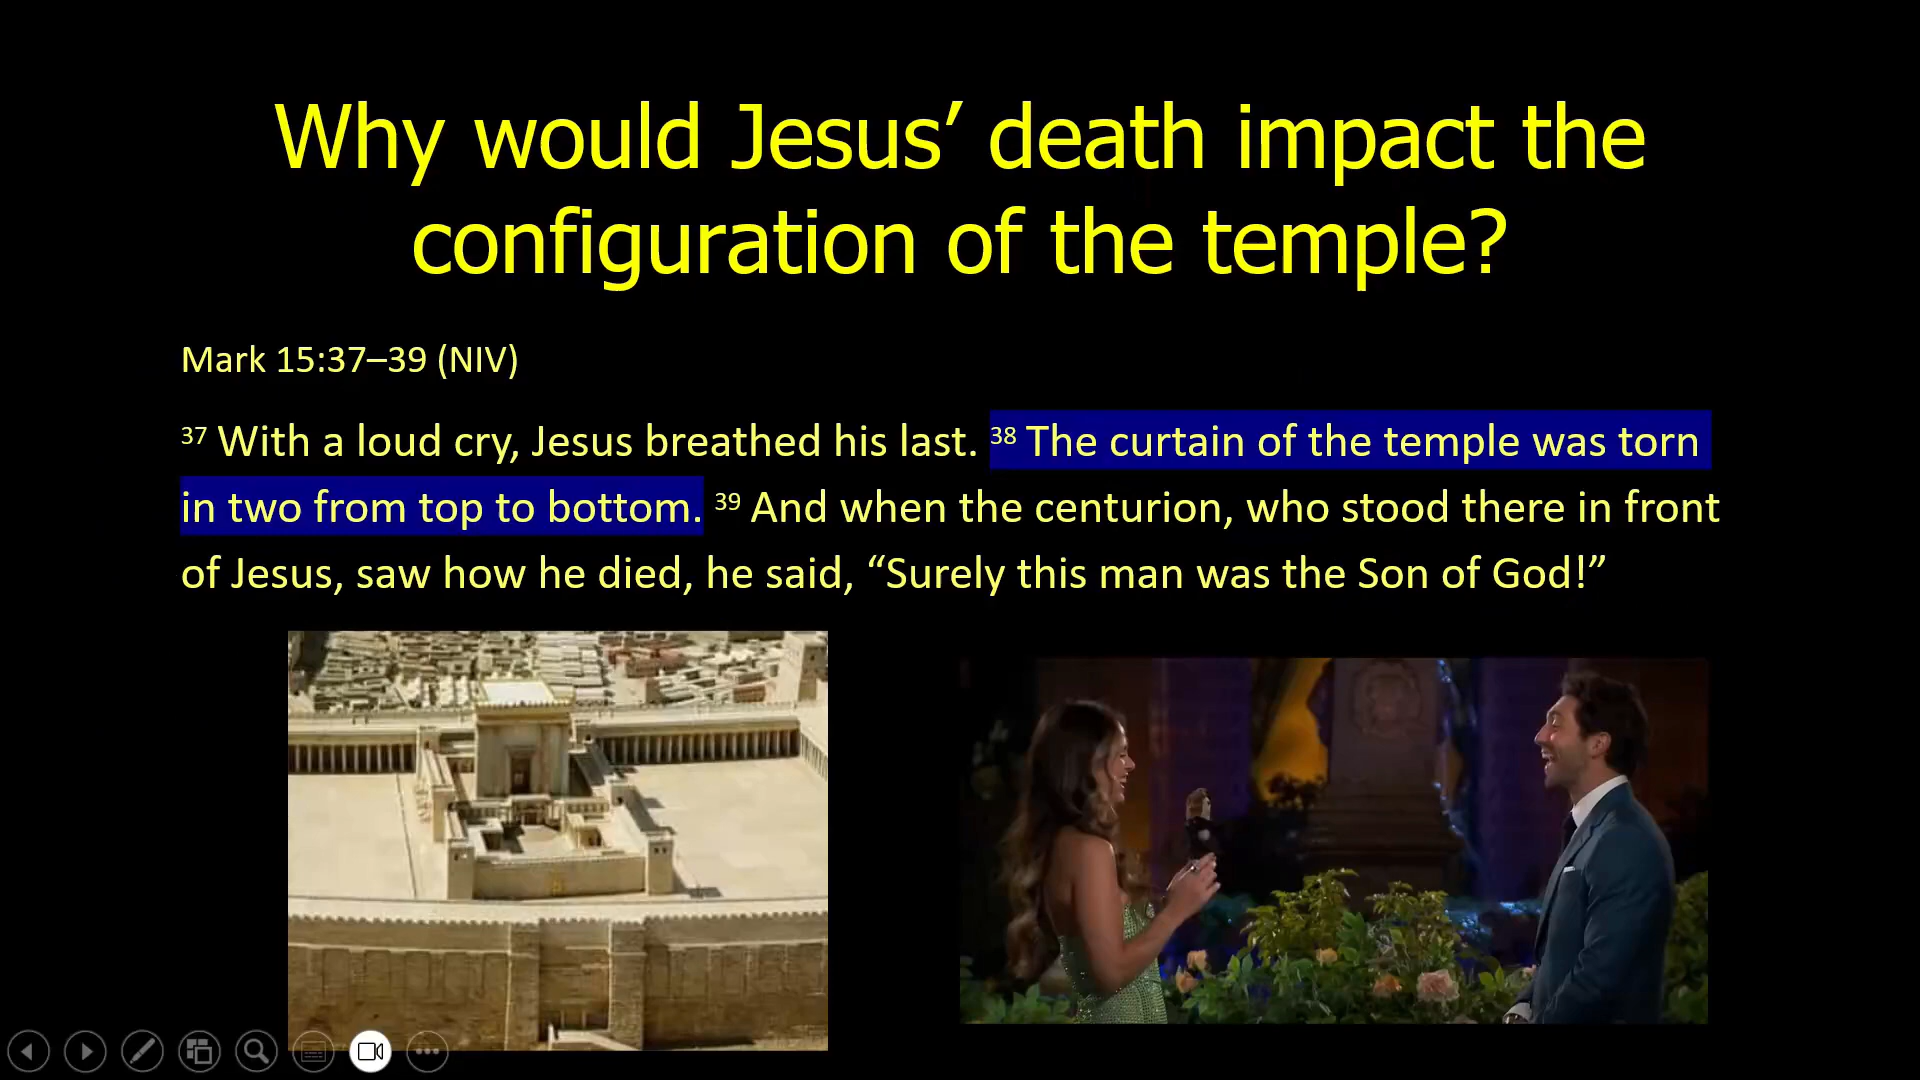 Why would Jesus’ death impact the
configuration of the temple?
Mark 15:37–39 (NIV)
37 With a loud cry, Jesus breathed his last. 38 The curtain of the temple was torn
in two from top to bottom. 39 And when the centurion, who stood there in front
of Jesus, saw how he died, he said, “Surely this man was the Son of God!”